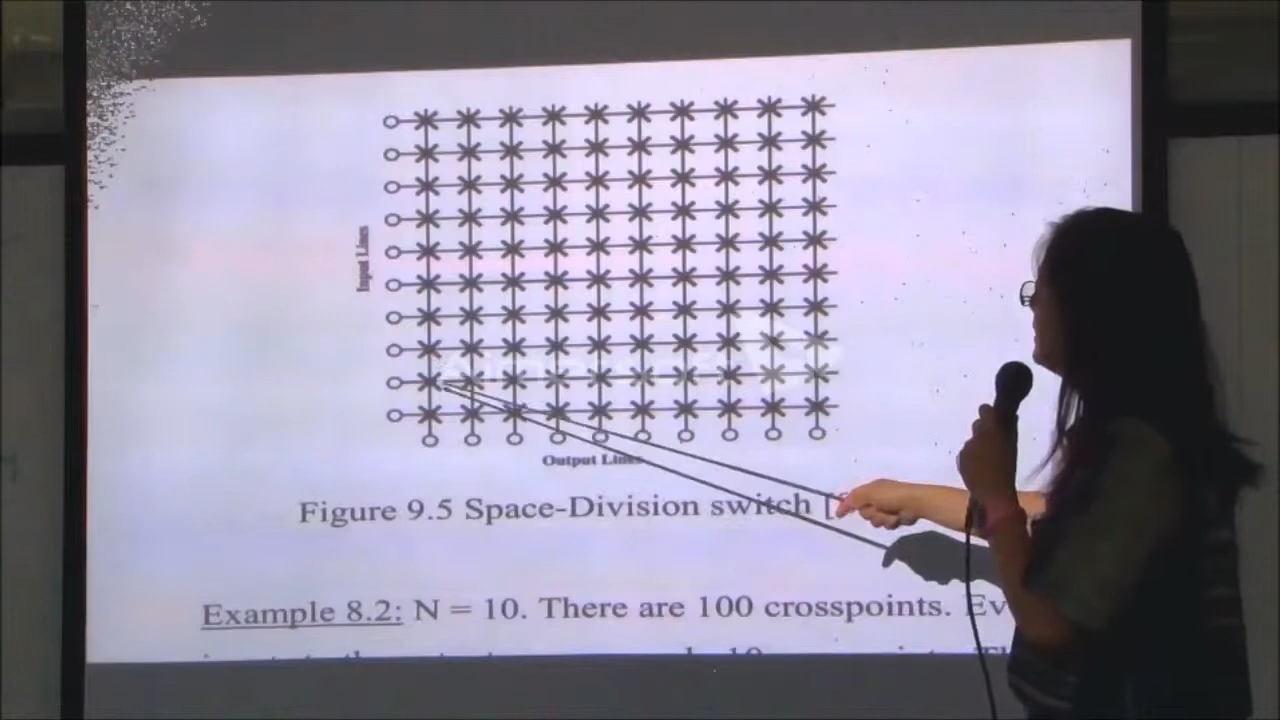 Input Lines
Output Lines
Figure 9.5 Space-Division switch [
Example 8.2: N = 10. There are 100 crosspoints. Ev